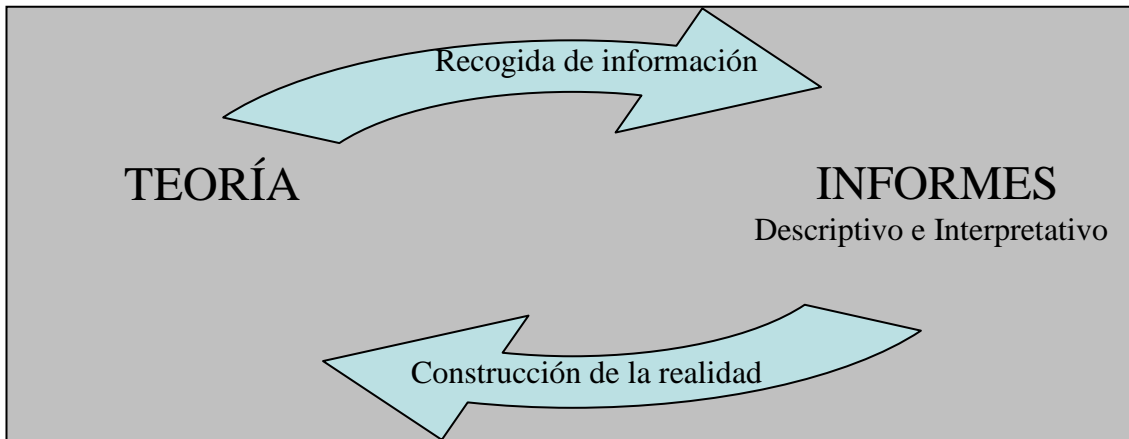 Recogida de información
TEORÍA
INFORMES
Descriptivo e Interpretativo
Construcción de la realidad